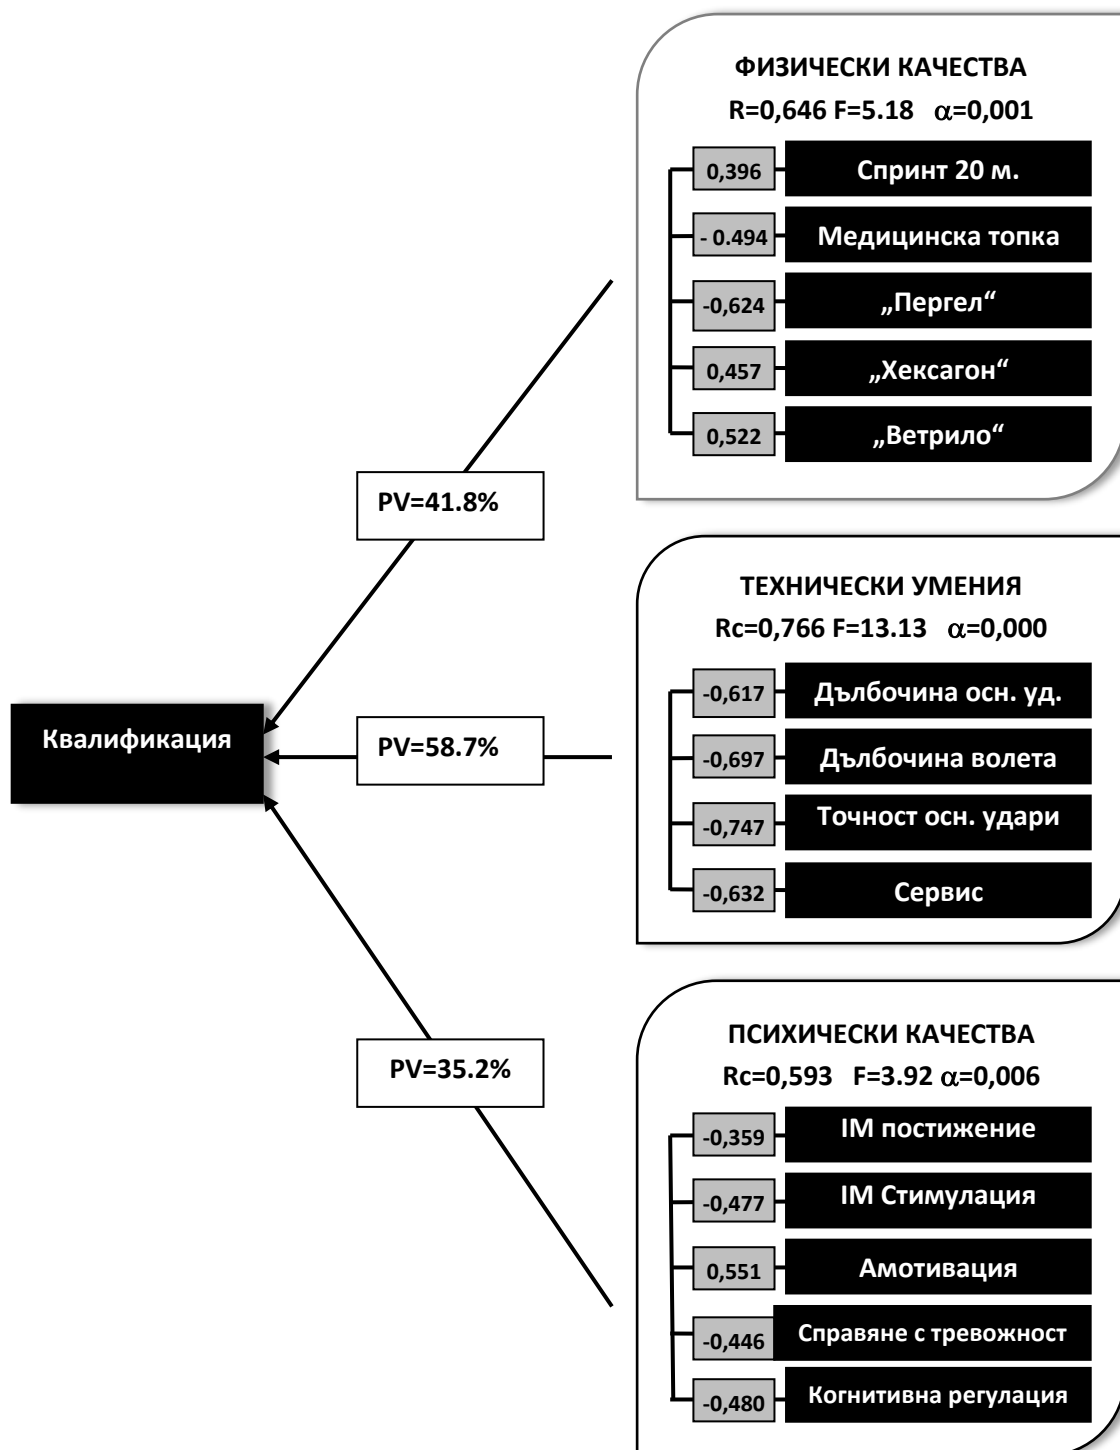 ФИЗИЧЕСКИ КАЧЕСТВА
R=0,646 F=5.18 α=0,001
0,396 Спринт 20 м.
- 0.494 Медицинска топка
-0,624 „Пергел“
0,457 „Хексагон“
0,522 „Ветрило“
PV=41.8%
ТЕХНИЧЕСКИ УМЕНИЯ
Rc=0,766 F=13.13 α=0,000
-0,617 Дълбочина осн. уд.
Квалификация
PV=58.7%
-0,697 Дълбочина волета
-0,747 Точност осн. удари
-0,632 Сервис
ПСИХИЧЕСКИ КАЧЕСТВА
Rc=0,593 F=3.92 α=0,006
PV=35.2%
-0,359 IM постижение
-0,477 IM Стимулация
0,551 Амотивация
-0,446 Справяне с тревожност
-0,480 Когнитивна регулация